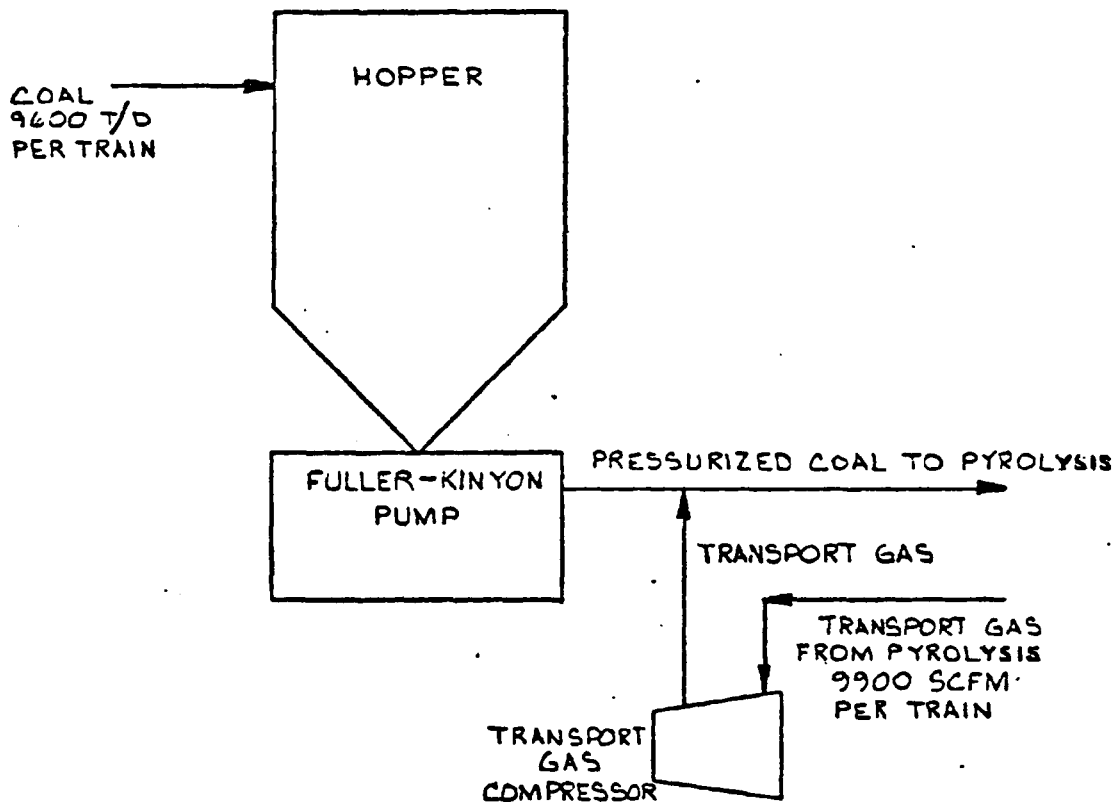 HOPPER
COAL
9600 T/D
PER TRAIN
FULLER-KINYON
PUMP
PRESSURIZED COAL TO PYROLYSIS
TRANSPORT GAS
TRANSPORT GAS
FROM PYROLYSIS
9900 SCFM
PER TRAIN
TRANSPORT
GAS
COMPRESSOR